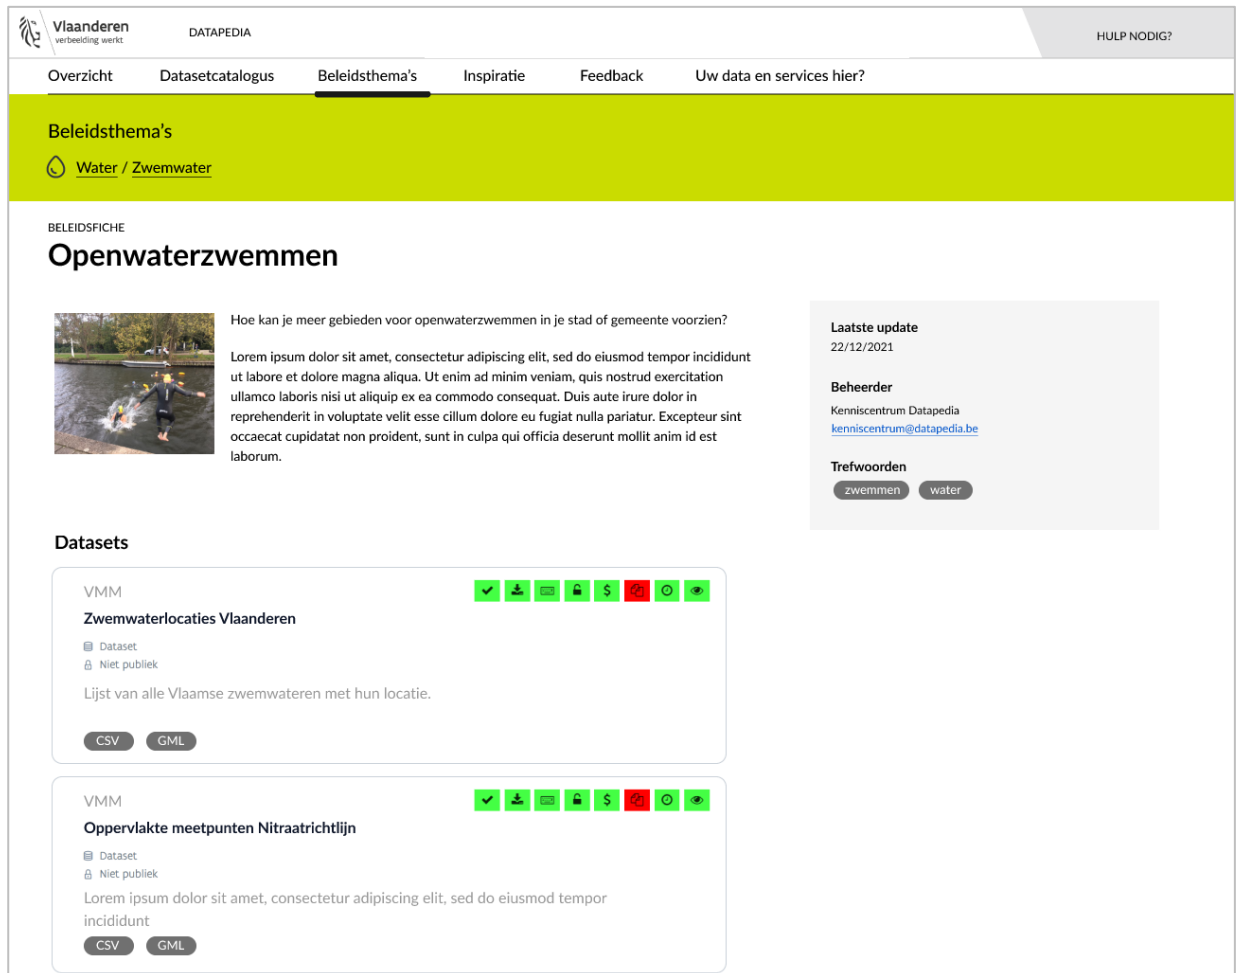 Vlaanderen
verbeelding werkt
DATAPEDIA
HULP NODIG?
Overzicht Datasetcatalogus Beleidsthema's Inspiratie Feedback Uw data en services hier?
Beleidsthema's
Water / Zwemwater
BELEIDSFICHE
Openwaterzwemmen
Hoe kan je meer gebieden voor openwaterzwemmen in je stad of gemeente voorzien?
Lorem ipsum dolor sit amet, consectetur adipiscing elit, sed do eiusmod tempor incididunt
ut labore et dolore magna aliqua. Ut enim ad minim veniam, quis nostrud exercitation
ullamco laboris nisi ut aliquip ex ea commodo consequat. Duis aute irure dolor in
reprehenderit in voluptate velit esse cillum dolore eu fugiat nulla pariatur. Excepteur sint
occaecat cupidatat non proident, sunt in culpa qui officia deserunt mollit anim id est
laborum.
Laatste update
22/12/2021
Beheerder
Kenniscentrum Datapedia
kenniscentrum@datapedia.be
Trefwoorden
zwemmen water
Datasets
VMM
Zwemwaterlocaties Vlaanderen
Dataset
Niet publiek
Lijst van alle Vlaamse zwemwateren met hun locatie.
CSV GML
VMM
Oppervlakte meetpunten Nitraatrichtlijn
Dataset
Niet publiek
Lorem ipsum dolor sit amet, consectetur adipiscing elit, sed do eiusmod tempor
incididunt
CSV GML